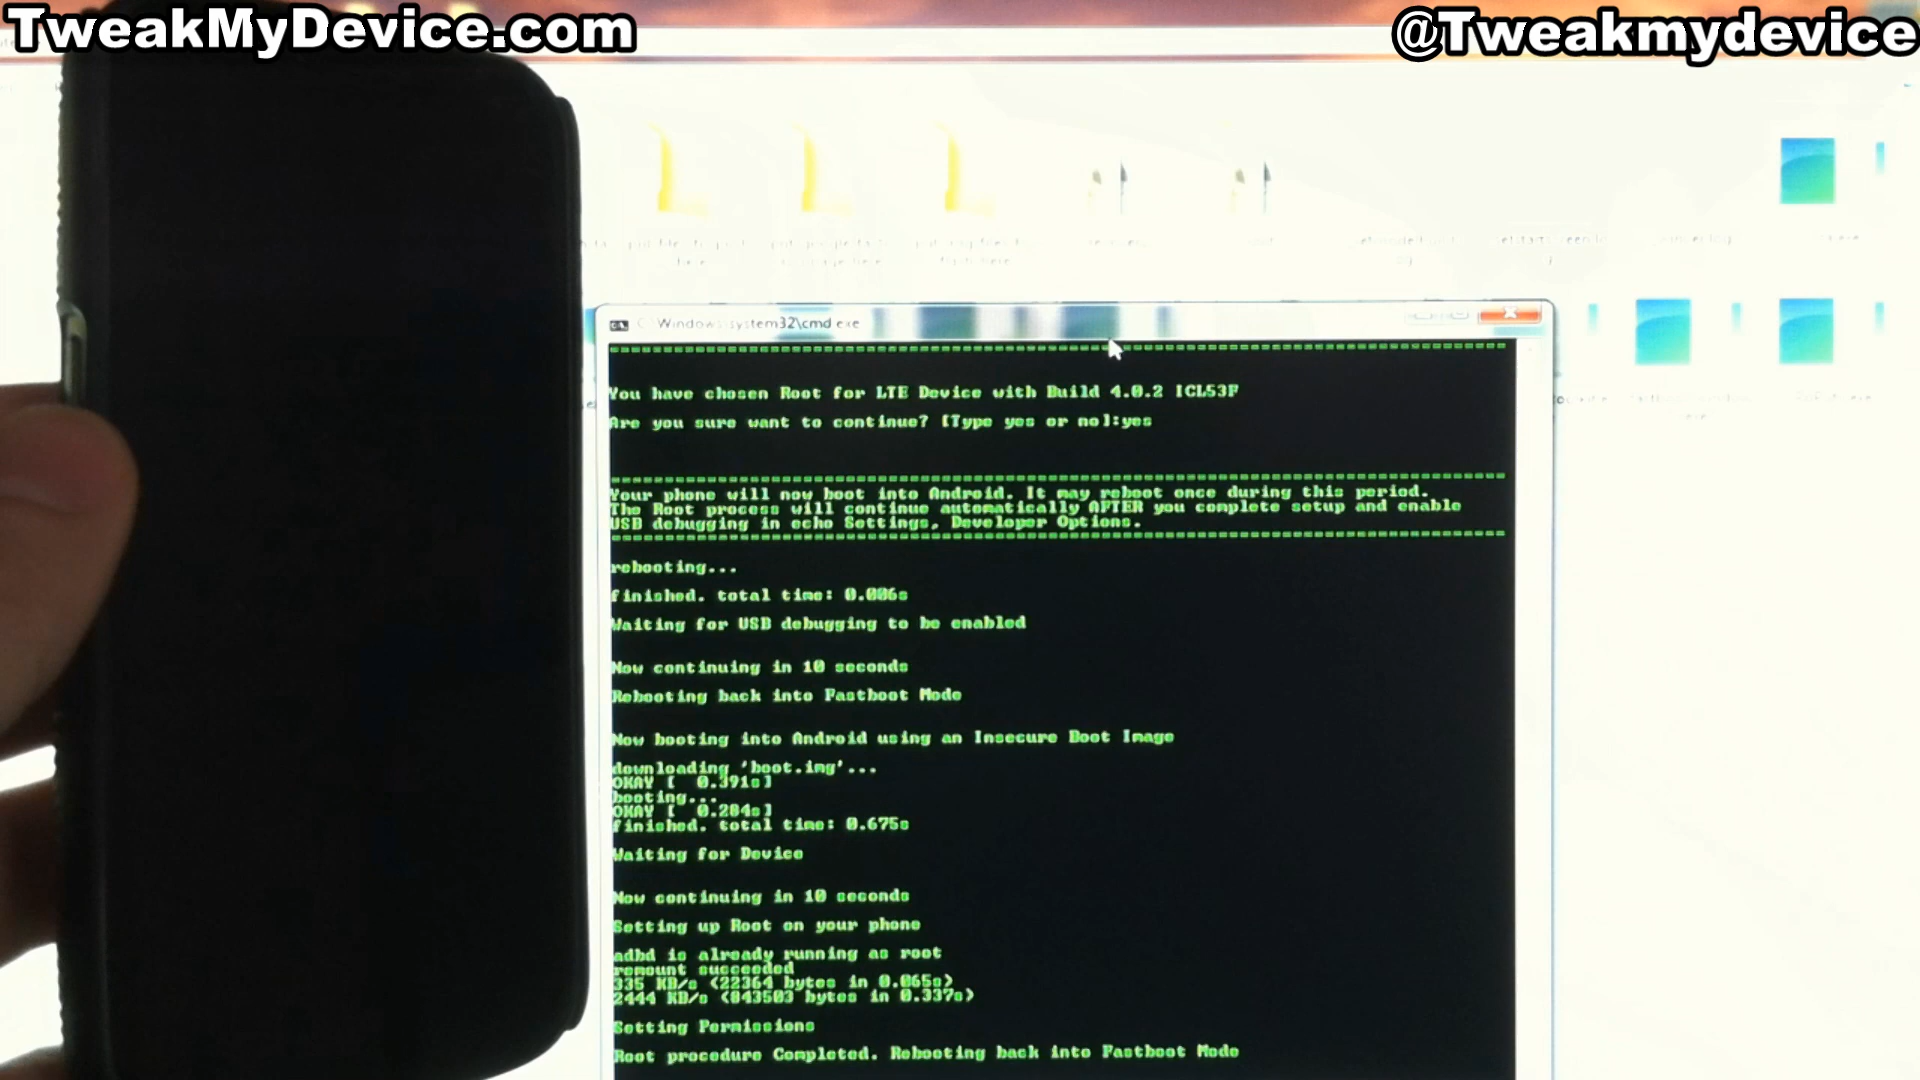 TweakMyDevice.com
@Tweakmydevice
C:\Windows\system32\cmd.exe
You have chosen Root for LTE Device with Build 4.0.2 ICL53F
Are you sure want to continue? [Type yes or no]:yes
Your phone will now boot into Android. It may reboot once during this period.
The Root process will continue automatically AFTER you complete setup and enable
USB debugging in echo Settings, Developer Options.
rebooting...
finished. total time: 0.006s
Waiting for USB debugging to be enabled
Now continuing in 10 seconds
Rebooting back into Fastboot Mode
Now booting into Android using an Insecure Boot Image
downloading 'boot.img'...
OKAY [  0.391s]
booting...
OKAY [  0.284s]
finished. total time: 0.675s
Waiting for Device
Now continuing in 10 seconds
Setting up Root on your phone
adbd is already running as root
remount succeeded
335 KB/s (22364 bytes in 0.065s)
2444 KB/s (843503 bytes in 0.337s)
Setting Permissions
Root procedure Completed. Rebooting back into Fastboot Mode